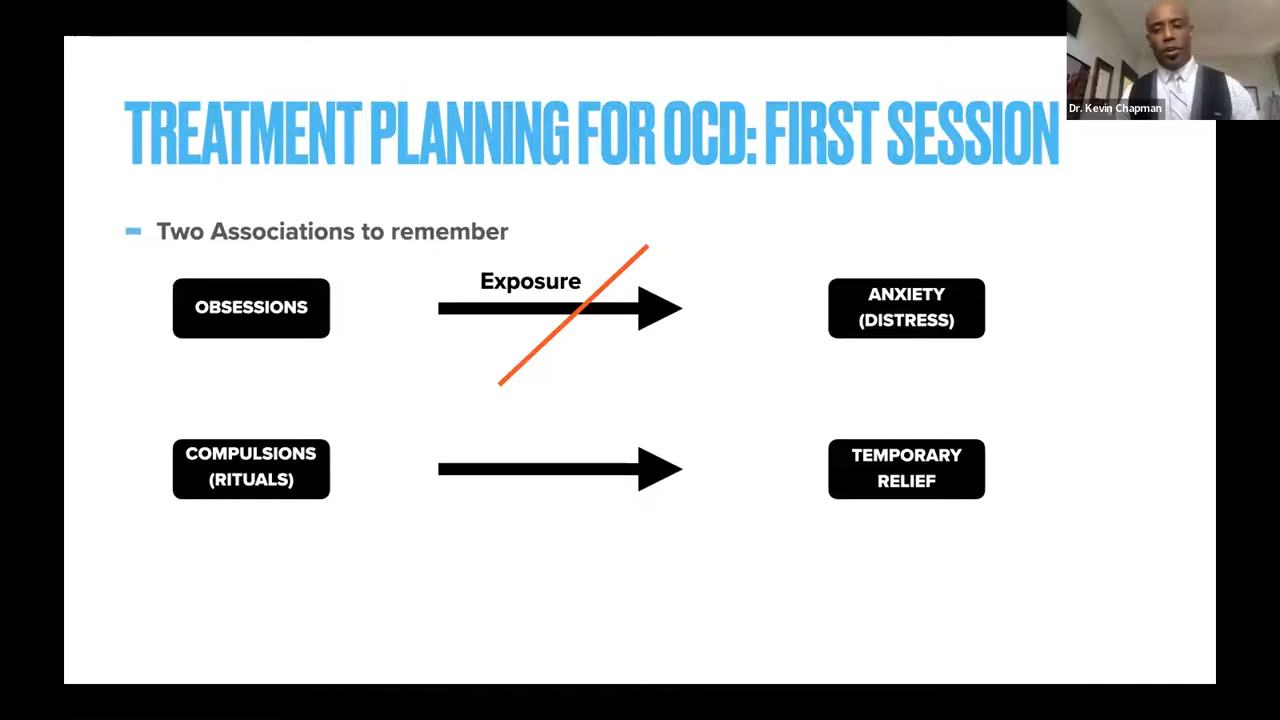 TREATMENT PLANNING FOR OCD: FIRST SESSION
Dr. Kevin Chapman
Two Associations to remember
Exposure
OBSESSIONS
ANXIETY
(DISTRESS)
COMPULSIONS
(RITUALS)
TEMPORARY
RELIEF